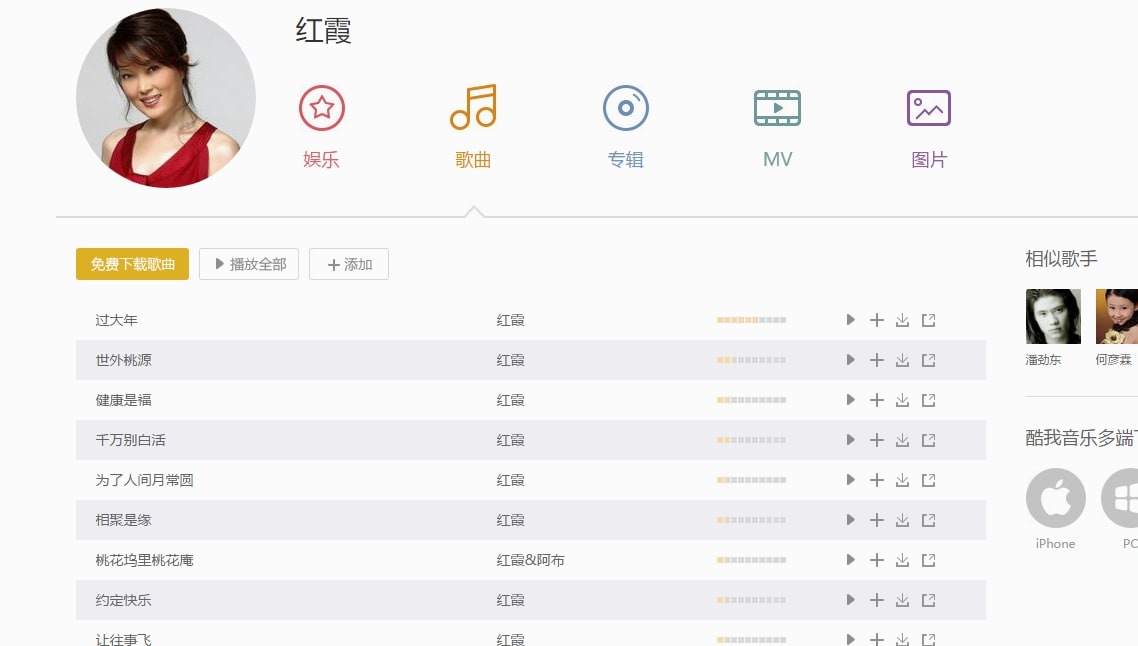 红霞
娱乐 歌曲 专辑 MV 图片
免费下载歌曲 播放全部 添加
过大年 红霞
世外桃源 红霞
健康是福 红霞
千万别白活 红霞
为了人间月常圆 红霞
相聚是缘 红霞
桃花坞里桃花庵 红霞&阿布
约定快乐 红霞
让往事飞 红霞
相似歌手
潘劲东 何彦霖
酷我音乐多端
iPhone PC